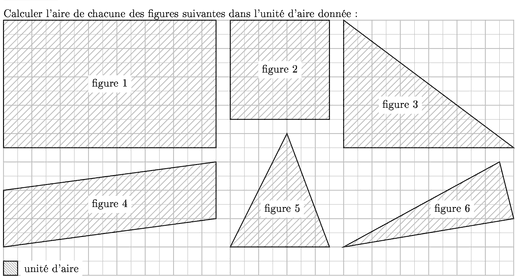 Calculer l'aire de chacune des figures suivantes dans l'unité d'aire donnée :
figure 1
figure 2
figure 3
figure 4
figure 5
figure 6
unité d'aire